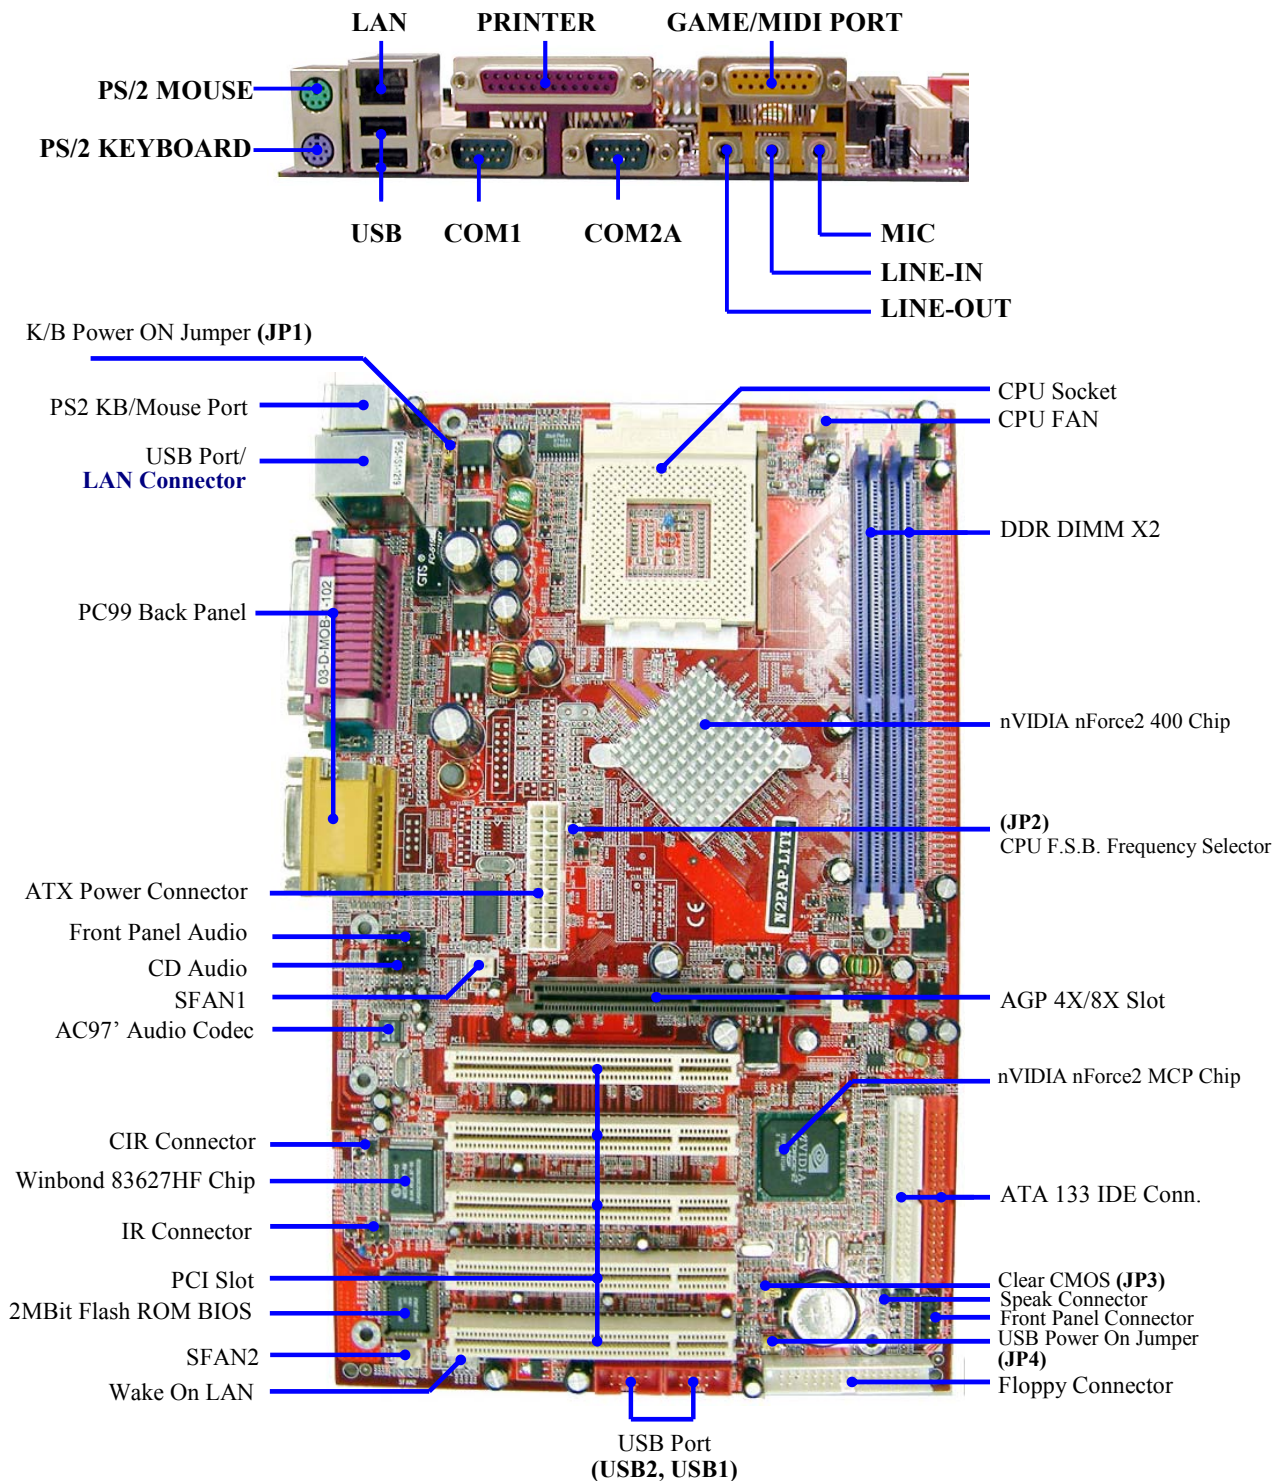 LAN
PRINTER
GAME/MIDI PORT
PS/2 MOUSE
PS/2 KEYBOARD
USB
COM1
COM2A
MIC
LINE-IN
LINE-OUT
K/B Power ON Jumper (JP1)
PS2 KB/Mouse Port
USB Port/
LAN Connector
PC99 Back Panel
ATX Power Connector
Front Panel Audio
CD Audio
SFAN1
AC97’ Audio Codec
CIR Connector
Winbond 83627HF Chip
IR Connector
PCI Slot
2MBit Flash ROM BIOS
SFAN2
Wake On LAN
CPU Socket
CPU FAN
DDR DIMM X2
nVIDIA nForce2 400 Chip
(JP2)
CPU F.S.B. Frequency Selector
AGP 4X/8X Slot
nVIDIA nForce2 MCP Chip
ATA 133 IDE Conn.
Clear CMOS (JP3)
Speak Connector
Front Panel Connector
USB Power On Jumper
(JP4)
Floppy Connector
USB Port
(USB2, USB1)
N2PAP-LITE
CE
GTS
nVIDIA